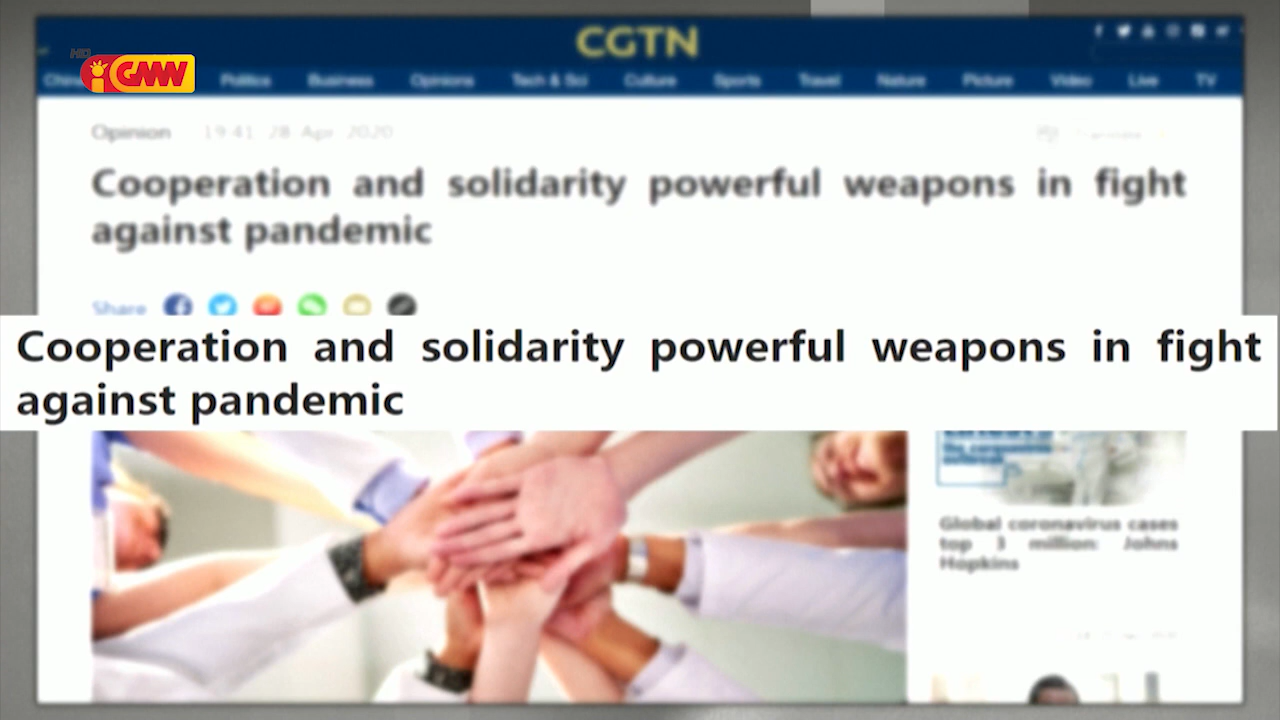 CGTN
HD
GMW
Politics Business Opinions Tech & Sci Culture Sports Travel Nature Picture Video Live TV
Opinion 19:41 28 Apr 2020
Cooperation and solidarity powerful weapons in fight
against pandemic
Share
Cooperation and solidarity powerful weapons in fight
against pandemic
Global coronavirus cases
top 3 million: Johns
Hopkins